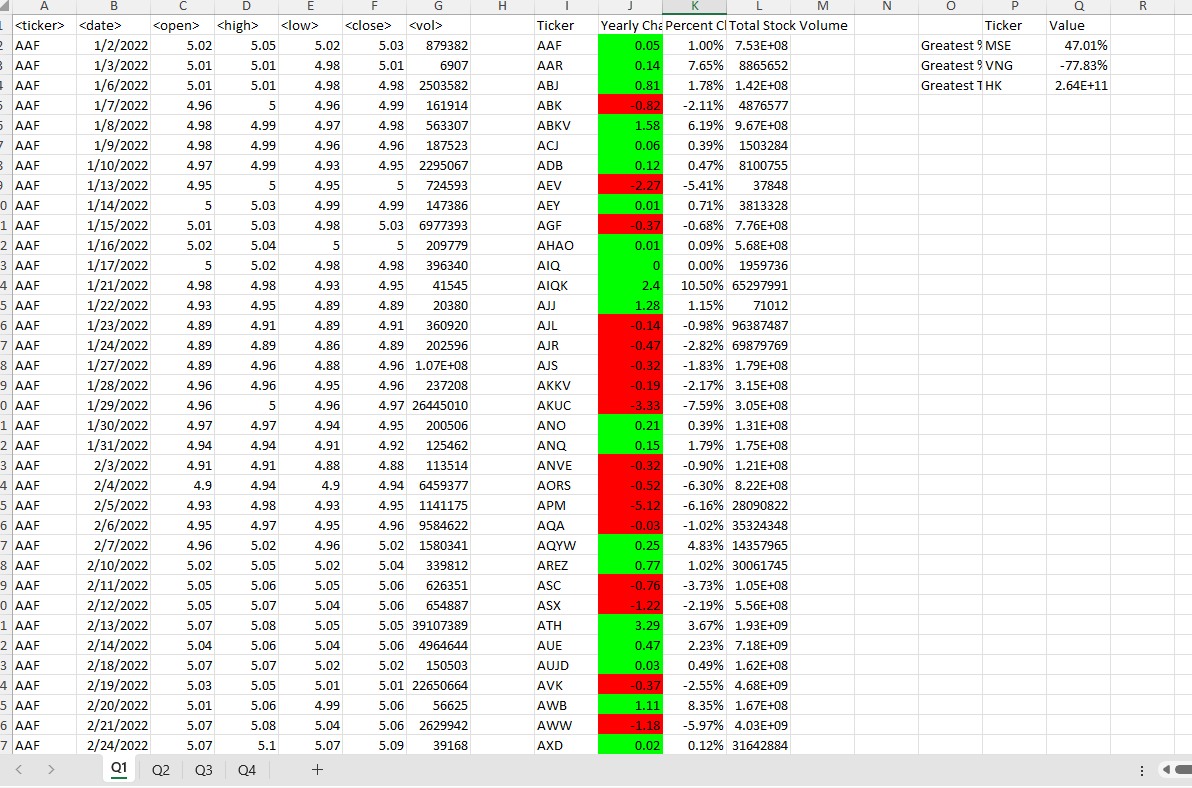 A B C D E F G H I J K L M N O P Q R
<ticker> <date> <open> <high> <low> <close> <vol> Ticker Yearly Cha Percent Cl Total Stock Volume Ticker Value
AAF 1/2/2022 5.02 5.05 5.02 5.03 879382 AAF 0.05 1.00% 7.53E+08 Greatest % MSE 47.01%
AAF 1/3/2022 5.01 5.01 4.98 5.01 6907 AAR 0.14 7.65% 8865652 Greatest % VNG -77.83%
AAF 1/6/2022 5.01 5.01 4.98 4.98 2503582 ABJ 0.81 1.78% 1.42E+08 Greatest T HK 2.64E+11
AAF 1/7/2022 4.96 5 4.96 4.99 161914 ABK -0.82 -2.11% 4876577
AAF 1/8/2022 4.98 4.99 4.97 4.98 563307 ABKV 1.58 6.19% 9.67E+08
AAF 1/9/2022 4.98 4.99 4.96 4.96 187523 ACJ 0.06 0.39% 1503284
AAF 1/10/2022 4.97 4.99 4.93 4.95 2295067 ADB 0.12 0.47% 8100755
AAF 1/13/2022 4.95 5 4.95 5 724593 AEV -2.27 -5.41% 37848
AAF 1/14/2022 5 5.03 4.99 4.99 147386 AEY 0.01 0.71% 3813328
AAF 1/15/2022 5.01 5.03 4.98 5.03 6977393 AGF -0.37 -0.68% 7.76E+08
AAF 1/16/2022 5.02 5.04 5 5 209779 AHAO 0.01 0.09% 5.68E+08
AAF 1/17/2022 5 5.02 4.98 4.98 396340 AIQ 0 0.00% 1959736
AAF 1/21/2022 4.98 4.98 4.93 4.95 41545 AIQK 2.4 10.50% 65297991
AAF 1/22/2022 4.93 4.95 4.89 4.89 20380 AJJ 1.28 1.15% 71012
AAF 1/23/2022 4.89 4.91 4.89 4.91 360920 AJL -0.14 -0.98% 96387487
AAF 1/24/2022 4.89 4.89 4.86 4.89 202596 AJR -0.47 -2.82% 69879769
AAF 1/27/2022 4.89 4.96 4.88 4.96 1.07E+08 AJS -0.32 -1.83% 1.79E+08
AAF 1/28/2022 4.96 4.96 4.95 4.96 237208 AKKV -0.19 -2.17% 3.15E+08
AAF 1/29/2022 4.96 5 4.96 4.97 26445010 AKUC -3.33 -7.59% 3.05E+08
AAF 1/30/2022 4.97 4.97 4.94 4.95 200506 ANO 0.21 0.39% 1.31E+08
AAF 1/31/2022 4.94 4.94 4.91 4.92 125462 ANQ 0.15 1.79% 1.75E+08
AAF 2/3/2022 4.91 4.91 4.88 4.88 113514 ANVE -0.32 -0.90% 1.21E+08
AAF 2/4/2022 4.9 4.94 4.9 4.94 6459377 AORS -0.52 -6.30% 8.22E+08
AAF 2/5/2022 4.93 4.98 4.93 4.95 1141175 APM -5.12 -6.16% 28090822
AAF 2/6/2022 4.95 4.97 4.95 4.96 9584622 AQA -0.03 -1.02% 35324348
AAF 2/7/2022 4.96 5.02 4.96 5.02 1580341 AQYW 0.25 4.83% 14357965
AAF 2/10/2022 5.02 5.05 5.02 5.04 339812 AREZ 0.77 1.02% 30061745
AAF 2/11/2022 5.05 5.06 5.05 5.06 626351 ASC -0.76 -3.73% 1.05E+08
AAF 2/12/2022 5.05 5.07 5.04 5.06 654887 ASX -1.22 -2.19% 5.56E+08
AAF 2/13/2022 5.07 5.08 5.05 5.05 39107389 ATH 3.29 3.67% 1.93E+09
AAF 2/14/2022 5.04 5.06 5.04 5.06 4964644 AUE 0.47 2.23% 7.18E+09
AAF 2/18/2022 5.07 5.07 5.02 5.02 150503 AUJD 0.03 0.49% 1.62E+08
AAF 2/19/2022 5.03 5.05 5.01 5.01 22650664 AVK -0.37 -2.55% 4.68E+09
AAF 2/20/2022 5.01 5.06 4.99 5.06 56625 AWB 1.11 8.35% 1.67E+08
AAF 2/21/2022 5.07 5.08 5.04 5.06 2629942 AWW -1.18 -5.97% 4.03E+09
AAF 2/24/2022 5.07 5.1 5.07 5.09 39168 AXD 0.02 0.12% 31642884
Q1 Q2 Q3 Q4